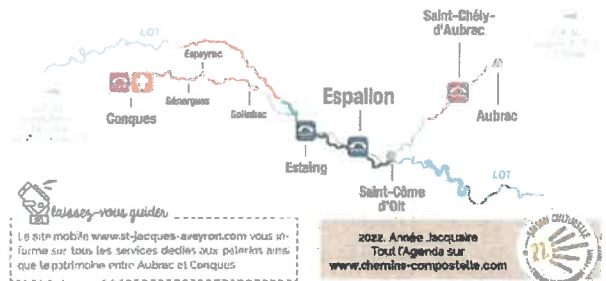 Saint-Chély-
d'Aubrac
LOT
Espeyrac
Espalion
Sénergues
Golinhac
Conques
Aubrac
Estaing
LOT
Saint-Côme
d'Olt
laissez-vous guider
Le site mobile www.st-jacques-aveyron.com vous in-
forme sur tous les services dédiés aux pèlerins ainsi
que le patrimoine entre Aubrac et Conques
2022, Année Jacquaire
Tout l'Agenda sur
www.chemins-compostelle.com